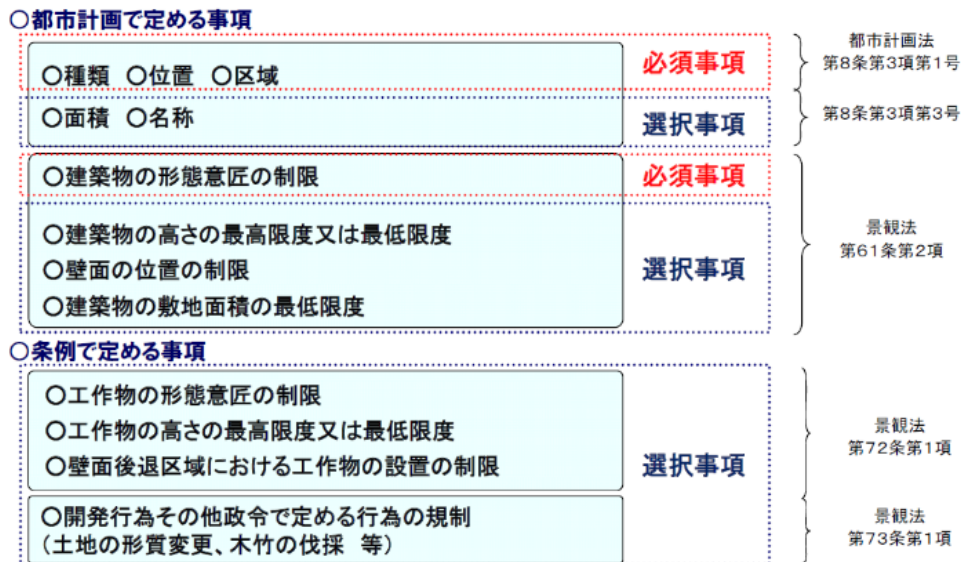 ○都市計画で定める事項
○種類 ○位置 ○区域
必須事項
都市計画法
第8条第3項第1号
○面積 ○名称
選択事項
第8条第3項第3号
○建築物の形態意匠の制限
必須事項
○建築物の高さの最高限度又は最低限度
○壁面の位置の制限
○建築物の敷地面積の最低限度
選択事項
景観法
第61条第2項
○条例で定める事項
○工作物の形態意匠の制限
○工作物の高さの最高限度又は最低限度
○壁面後退区域における工作物の設置の制限
選択事項
景観法
第72条第1項
○開発行為その他政令で定める行為の規制
（土地の形質変更、木竹の伐採 等）
景観法
第73条第1項